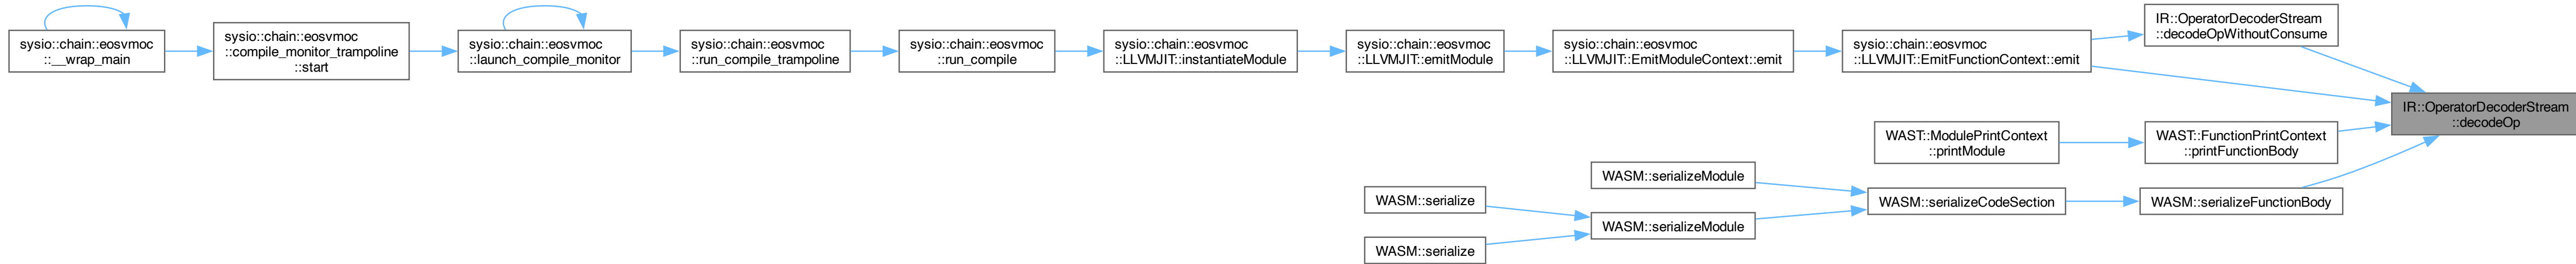 sysio::chain::eosvmoc
::__wrap_main
sysio::chain::eosvmoc
::compile_monitor_trampoline
::start
sysio::chain::eosvmoc
::launch_compile_monitor
sysio::chain::eosvmoc
::run_compile_trampoline
sysio::chain::eosvmoc
::run_compile
sysio::chain::eosvmoc
::LLVMJIT::instantiateModule
sysio::chain::eosvmoc
::LLVMJIT::emitModule
sysio::chain::eosvmoc
::LLVMJIT::EmitModuleContext::emit
sysio::chain::eosvmoc
::LLVMJIT::EmitFunctionContext::emit
IR::OperatorDecoderStream
::decodeOpWithoutConsume
IR::OperatorDecoderStream
::decodeOp
WAST::ModulePrintContext
::printModule
WAST::FunctionPrintContext
::printFunctionBody
WASM::serializeModule
WASM::serialize
WASM::serializeCodeSection
WASM::serializeFunctionBody
WASM::serializeModule
WASM::serialize